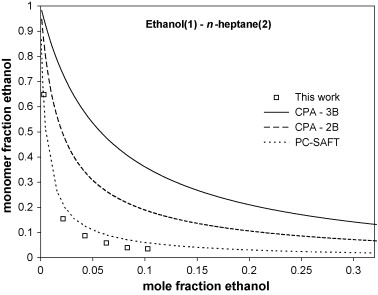 Ethanol(1) - n-heptane(2)
monomer fraction ethanol
1
0.9
0.8
0.7
0.6
0.5
0.4
0.3
0.2
0.1
0
This work
CPA - 3B
CPA - 2B
PC-SAFT
0 0.05 0.1 0.15 0.2 0.25 0.3
mole fraction ethanol